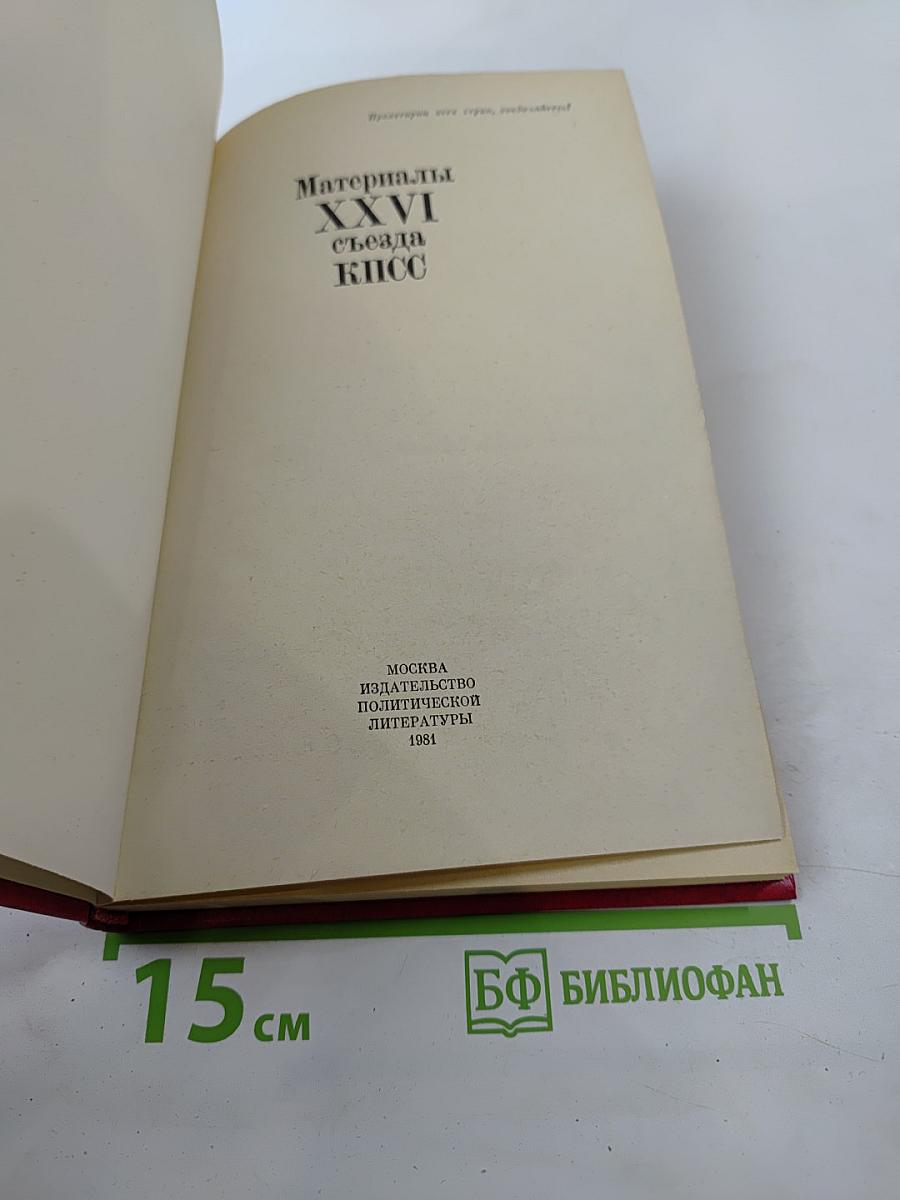 Пролетарии всех стран, соединяйтесь!
Материалы
XXVI
съезда
КПСС
МОСКВА
ИЗДАТЕЛЬСТВО
ПОЛИТИЧЕСКОЙ
ЛИТЕРАТУРЫ
1981
15 см
БФ БИБЛИОФАН